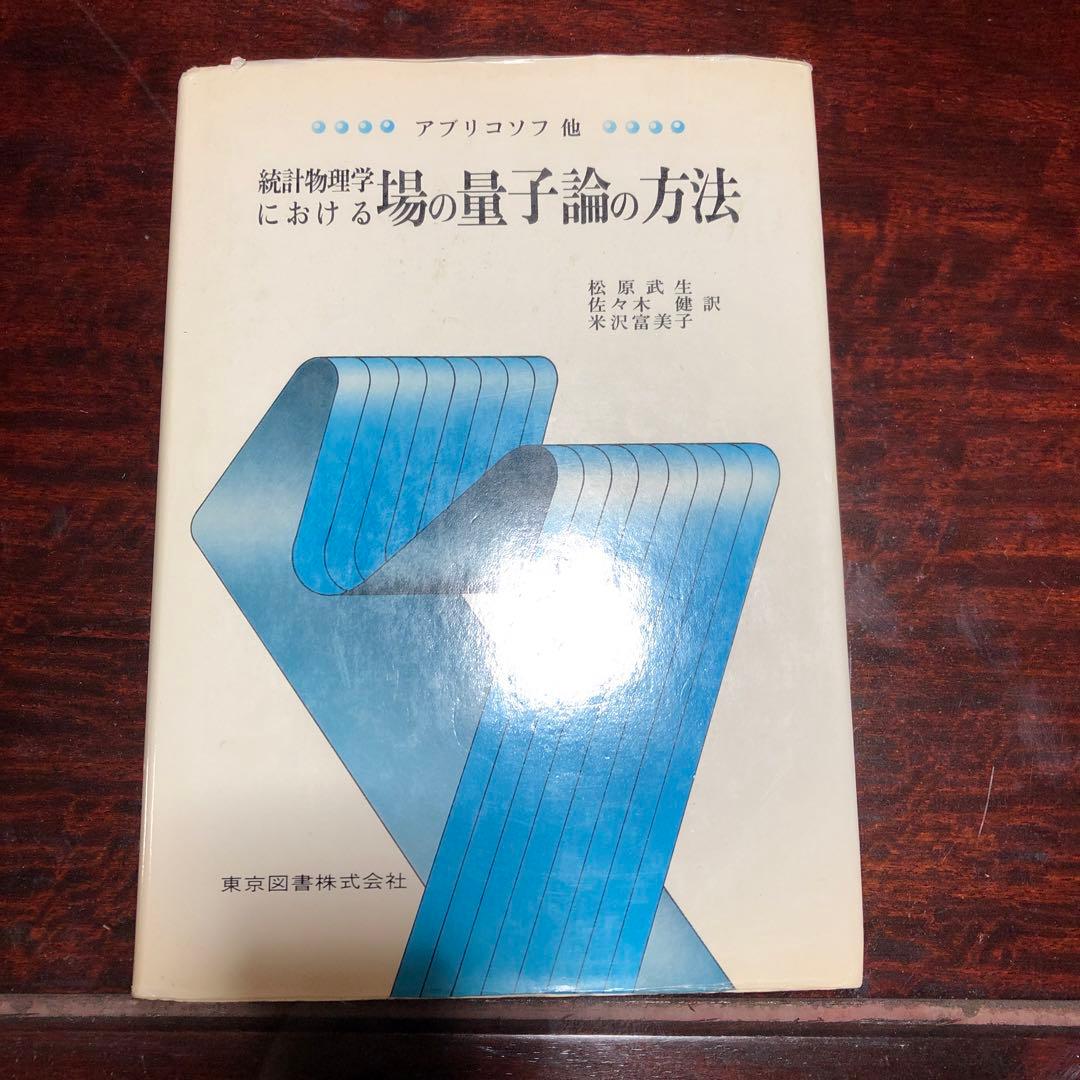 アブリコソフ 他
統計物理学
における場の量子論の方法
松原武生
佐々木 健 訳
米沢富美子
東京図書株式会社